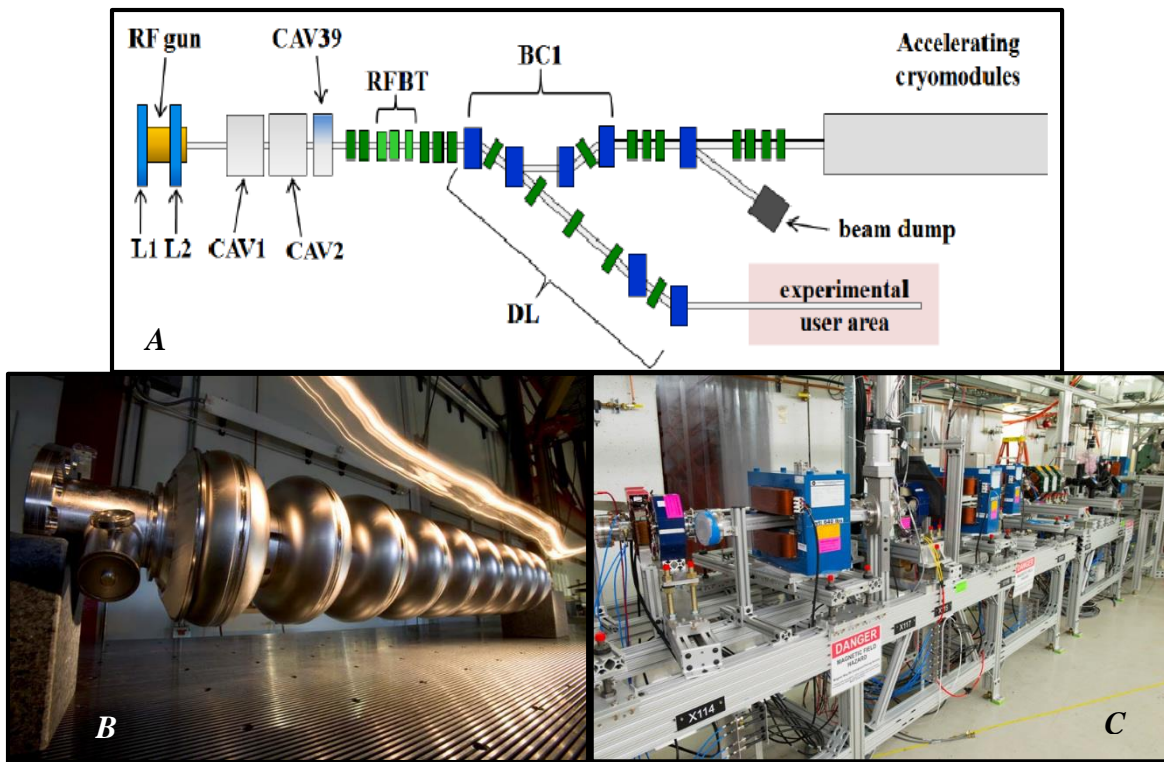 RF gun
CAV39
RFBT
BC1
Accelerating
cryomodules
L1
L2
CAV1
CAV2
DL
beam dump
experimental
user area
A
B
DANGER
MAGNETIC FIELD
HAZARD
X114
X117
C